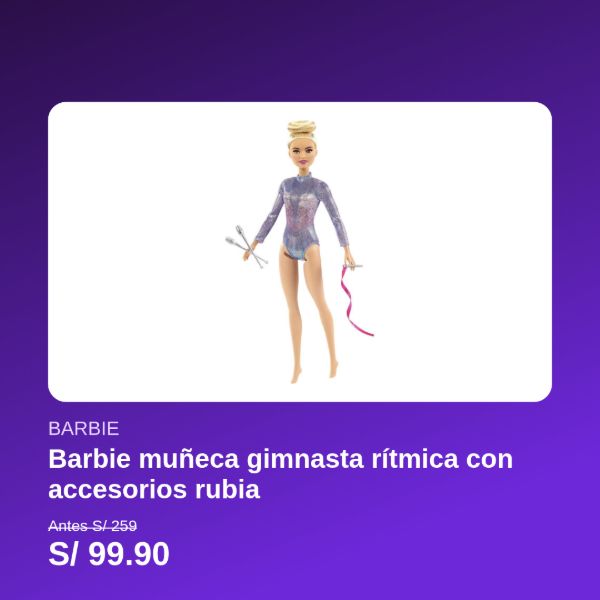 BARBIE
Barbie muñeca gimnasta rítmica con
accesorios rubia
Antes S/ 259
S/ 99.90